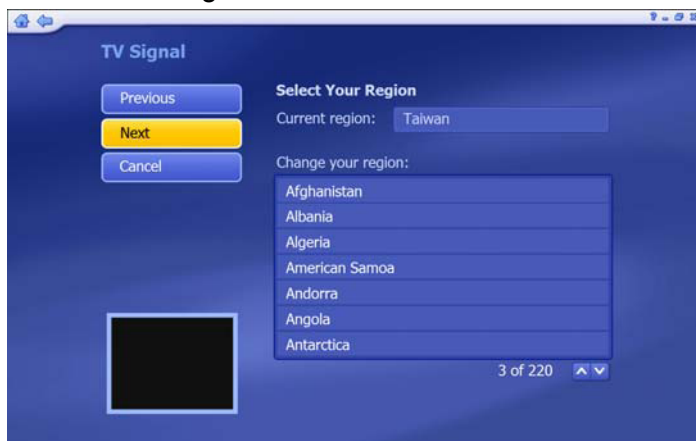 TV Signal
Previous
Next
Cancel
Select Your Region
Current region: Taiwan
Change your region:
Afghanistan
Albania
Algeria
American Samoa
Andorra
Angola
Antarctica
3 of 220